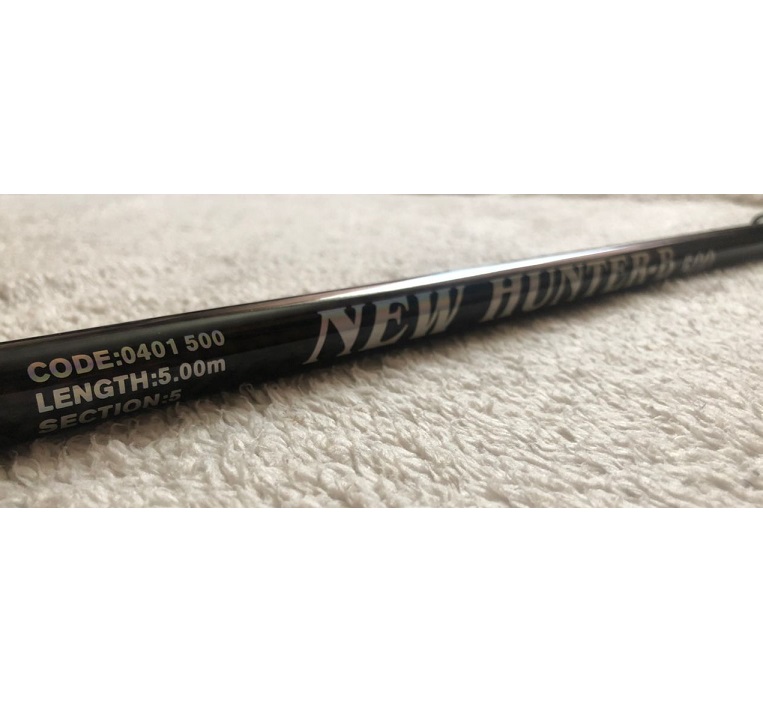 CODE:0401 500
LENGTH:5.00m
SECTION:5
NEW HUNTER-B 500